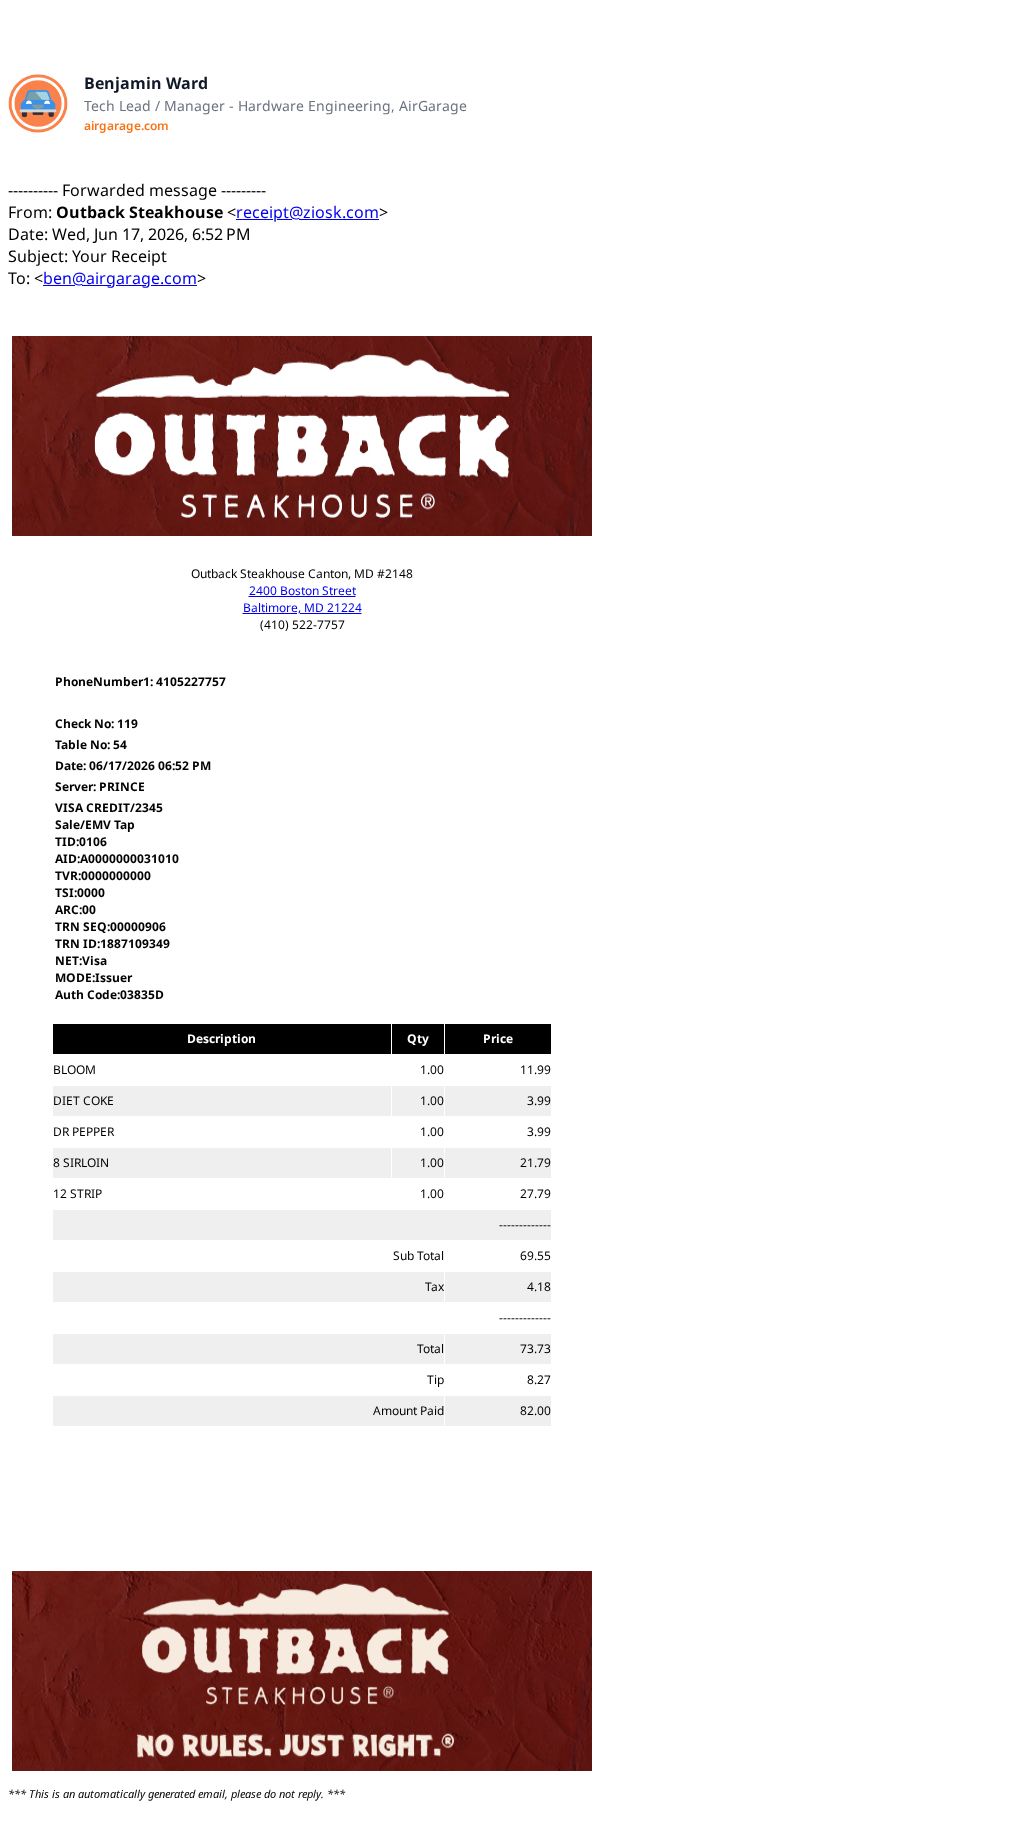 Benjamin Ward
Tech Lead / Manager - Hardware Engineering, AirGarage
airgarage.com
---------- Forwarded message ---------
From: Outback Steakhouse <receipt@ziosk.com>
Date: Wed, Jun 17, 2026, 6:52 PM
Subject: Your Receipt
To: <ben@airgarage.com>
OUTBACK
STEAKHOUSE®
Outback Steakhouse Canton, MD #2148
2400 Boston Street
Baltimore, MD 21224
(410) 522-7757
PhoneNumber1: 4105227757
Check No: 119
Table No: 54
Date: 06/17/2026 06:52 PM
Server: PRINCE
VISA CREDIT/2345
Sale/EMV Tap
TID:0106
AID:A0000000031010
TVR:0000000000
TSI:0000
ARC:00
TRN SEQ:00000906
TRN ID:1887109349
NET:Visa
MODE:Issuer
Auth Code:03835D
Description Qty Price
BLOOM 1.00 11.99
DIET COKE 1.00 3.99
DR PEPPER 1.00 3.99
8 SIRLOIN 1.00 21.79
12 STRIP 1.00 27.79
-------------
Sub Total 69.55
Tax 4.18
-------------
Total 73.73
Tip 8.27
Amount Paid 82.00
OUTBACK
STEAKHOUSE®
NO RULES. JUST RIGHT.®
*** This is an automatically generated email, please do not reply. ***